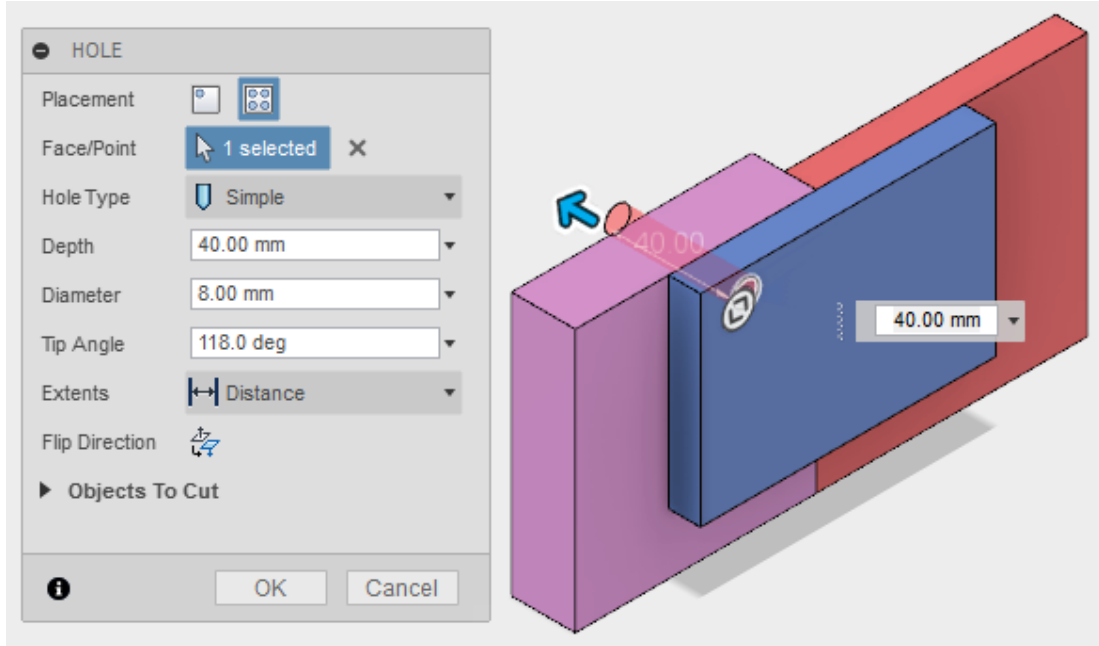 HOLE
Placement
Face/Point 1 selected
Hole Type Simple
Depth 40.00 mm
Diameter 8.00 mm
Tip Angle 118.0 deg
Extents Distance
Flip Direction
Objects To Cut
OK Cancel
40.00
40.00 mm